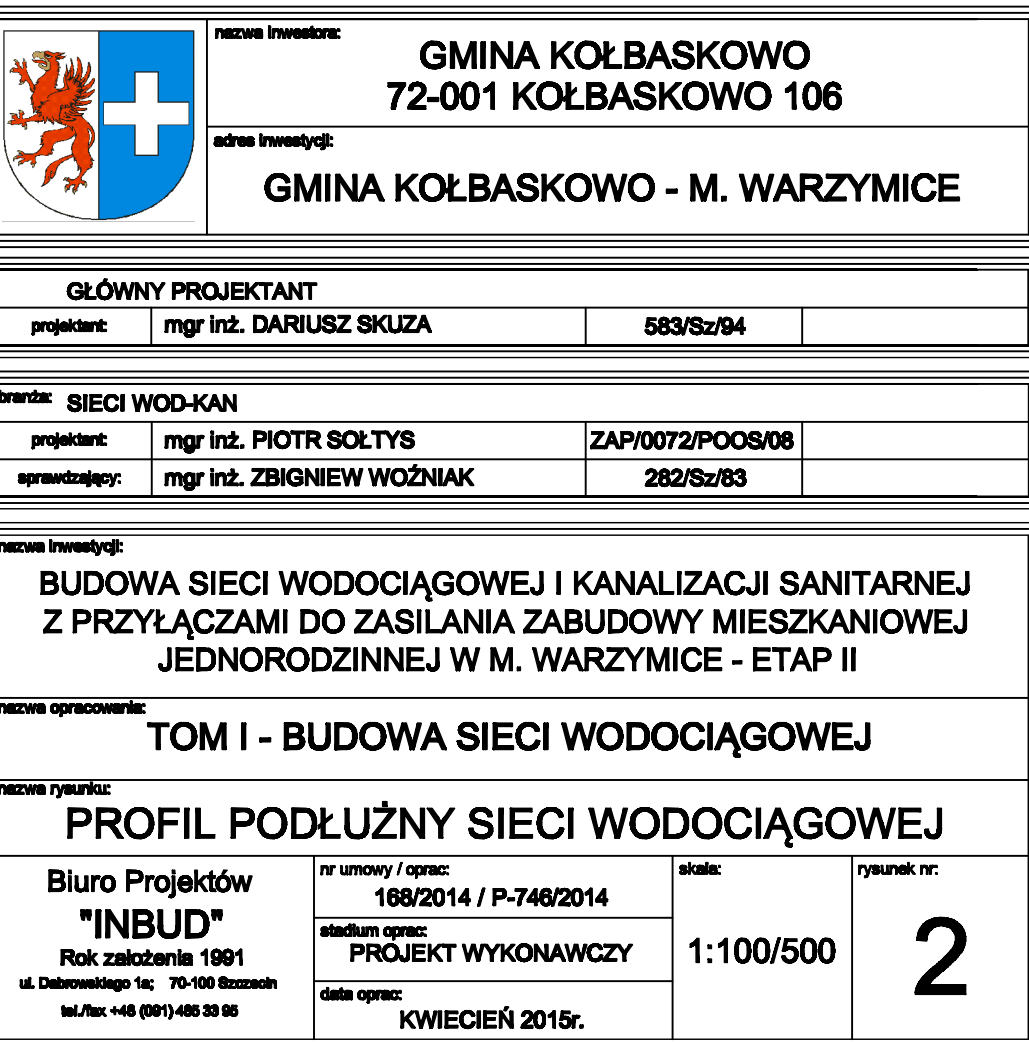 nazwa inwestora:
GMINA KOŁBASKOWO
72-001 KOŁBASKOWO 106
adres inwestycji:
GMINA KOŁBASKOWO - M. WARZYMICE
GŁÓWNY PROJEKTANT
projektant: mgr inż. DARIUSZ SKUZA 583/Sz/94
branża: SIECI WOD-KAN
projektant: mgr inż. PIOTR SOŁTYS ZAP/0072/POOS/08
sprawdzający: mgr inż. ZBIGNIEW WOŹNIAK 282/Sz/83
nazwa inwestycji:
BUDOWA SIECI WODOCIĄGOWEJ I KANALIZACJI SANITARNEJ
Z PRZYŁĄCZAMI DO ZASILANIA ZABUDOWY MIESZKANIOWEJ
JEDNORODZINNEJ W M. WARZYMICE - ETAP II
nazwa opracowania:
TOM I - BUDOWA SIECI WODOCIĄGOWEJ
nazwa rysunku:
PROFIL PODŁUŻNY SIECI WODOCIĄGOWEJ
Biuro Projektów
"INBUD"
Rok założenia 1991
ul. Dabrowskiego 1a; 70-100 Szczecin
tel./fax +48 (091) 485 33 95
nr umowy / oprac:
168/2014 / P-746/2014
stadium oprac:
PROJEKT WYKONAWCZY
data oprac:
KWIECIEŃ 2015r.
skala:
1:100/500
rysunek nr:
2